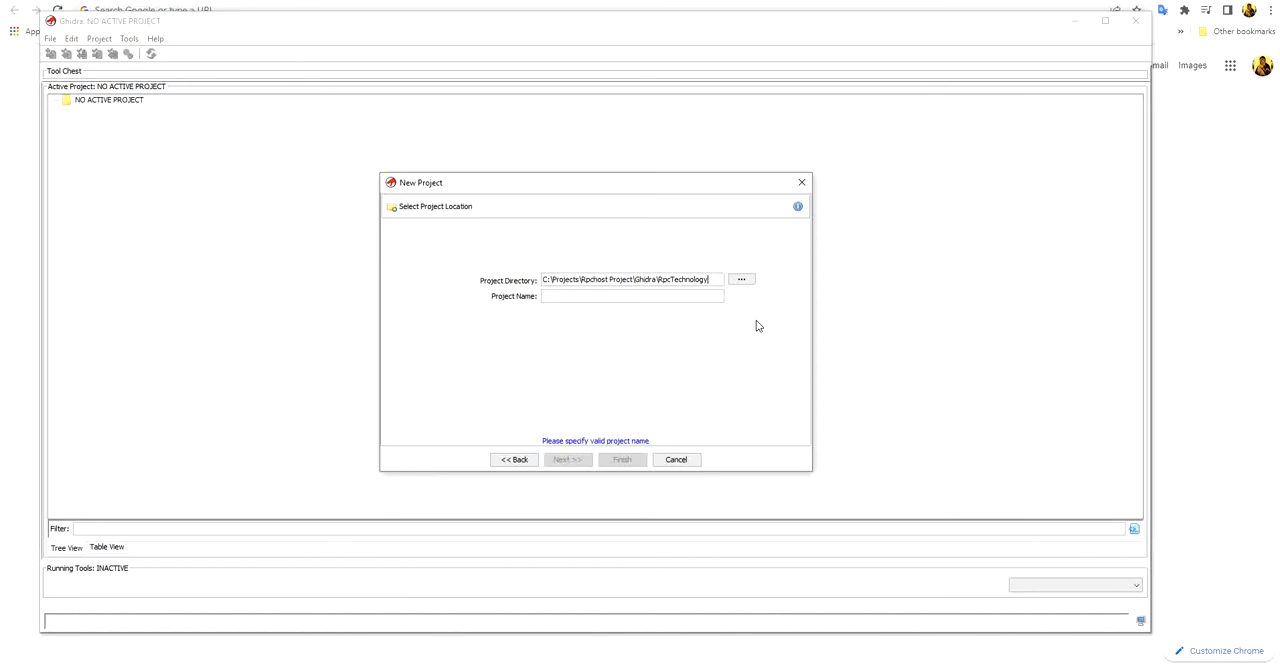 Search Google or type a URL
Ghidra: NO ACTIVE PROJECT
App
Other bookmarks
File Edit Project Tools Help
mail Images
Tool Chest
Active Project: NO ACTIVE PROJECT
NO ACTIVE PROJECT
New Project
Select Project Location
Project Directory: C:\Projects\Rpchost Project\Ghidra\RpcTechnology
...
Project Name:
Please specify valid project name
<< Back Next >> Finish Cancel
Filter:
Tree View Table View
Running Tools: INACTIVE
Customize Chrome